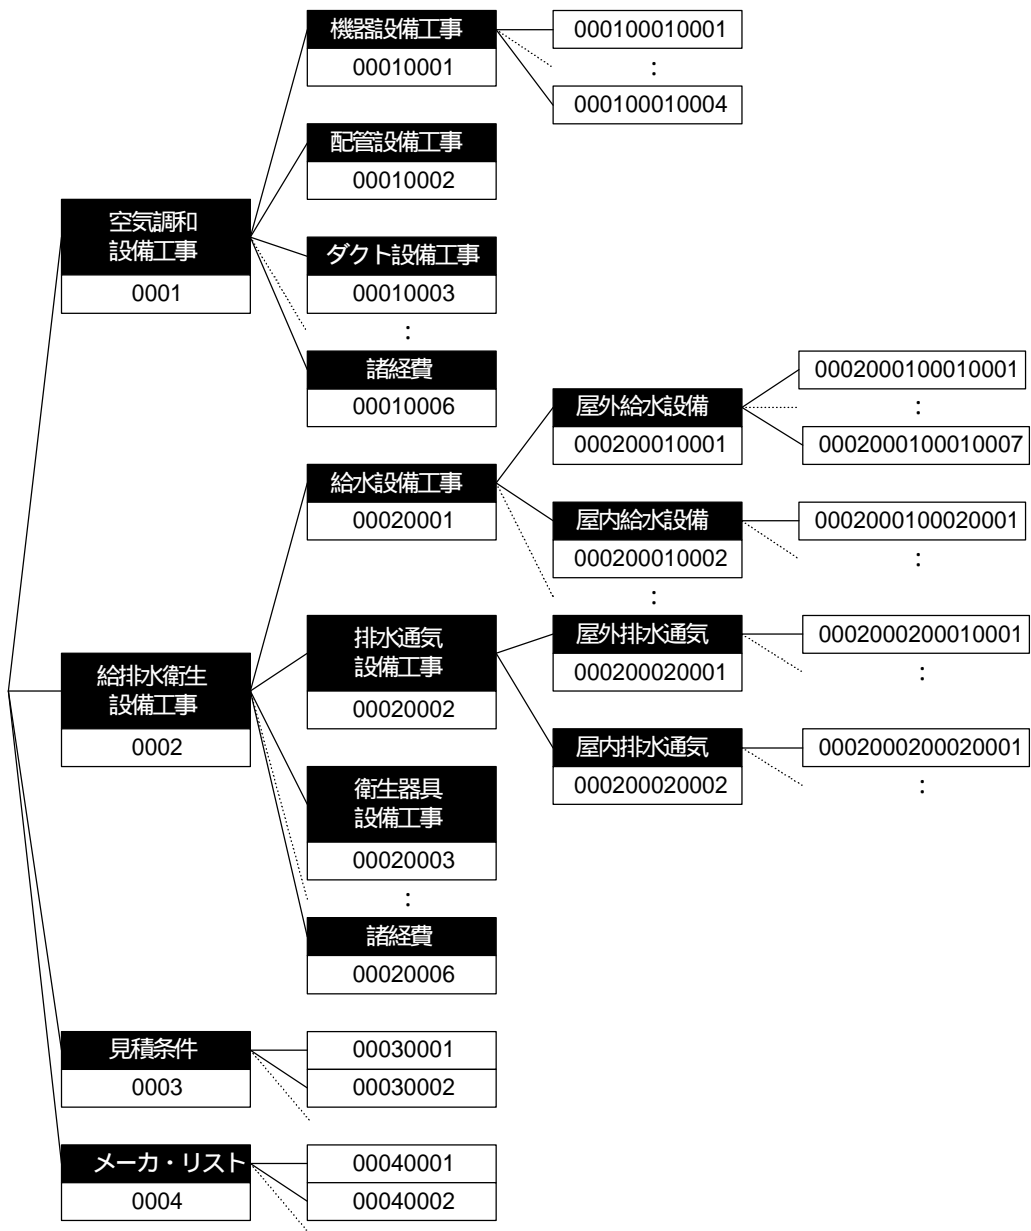 機器設備工事
00010001
000100010001
:
000100010004
配管設備工事
00010002
空気調和
設備工事
0001
ダクト設備工事
00010003
:
諸経費
00010006
給水設備工事
00020001
屋外給水設備
000200010001
0002000100010001
:
0002000100010007
屋内給水設備
000200010002
:
0002000100020001
:
給排水衛生
設備工事
0002
排水通気
設備工事
00020002
屋外排水通気
000200020001
0002000200010001
:
屋内排水通気
000200020002
0002000200020001
:
衛生器具
設備工事
00020003
:
諸経費
00020006
見積条件
0003
00030001
00030002
メーカ・リスト
0004
00040001
00040002